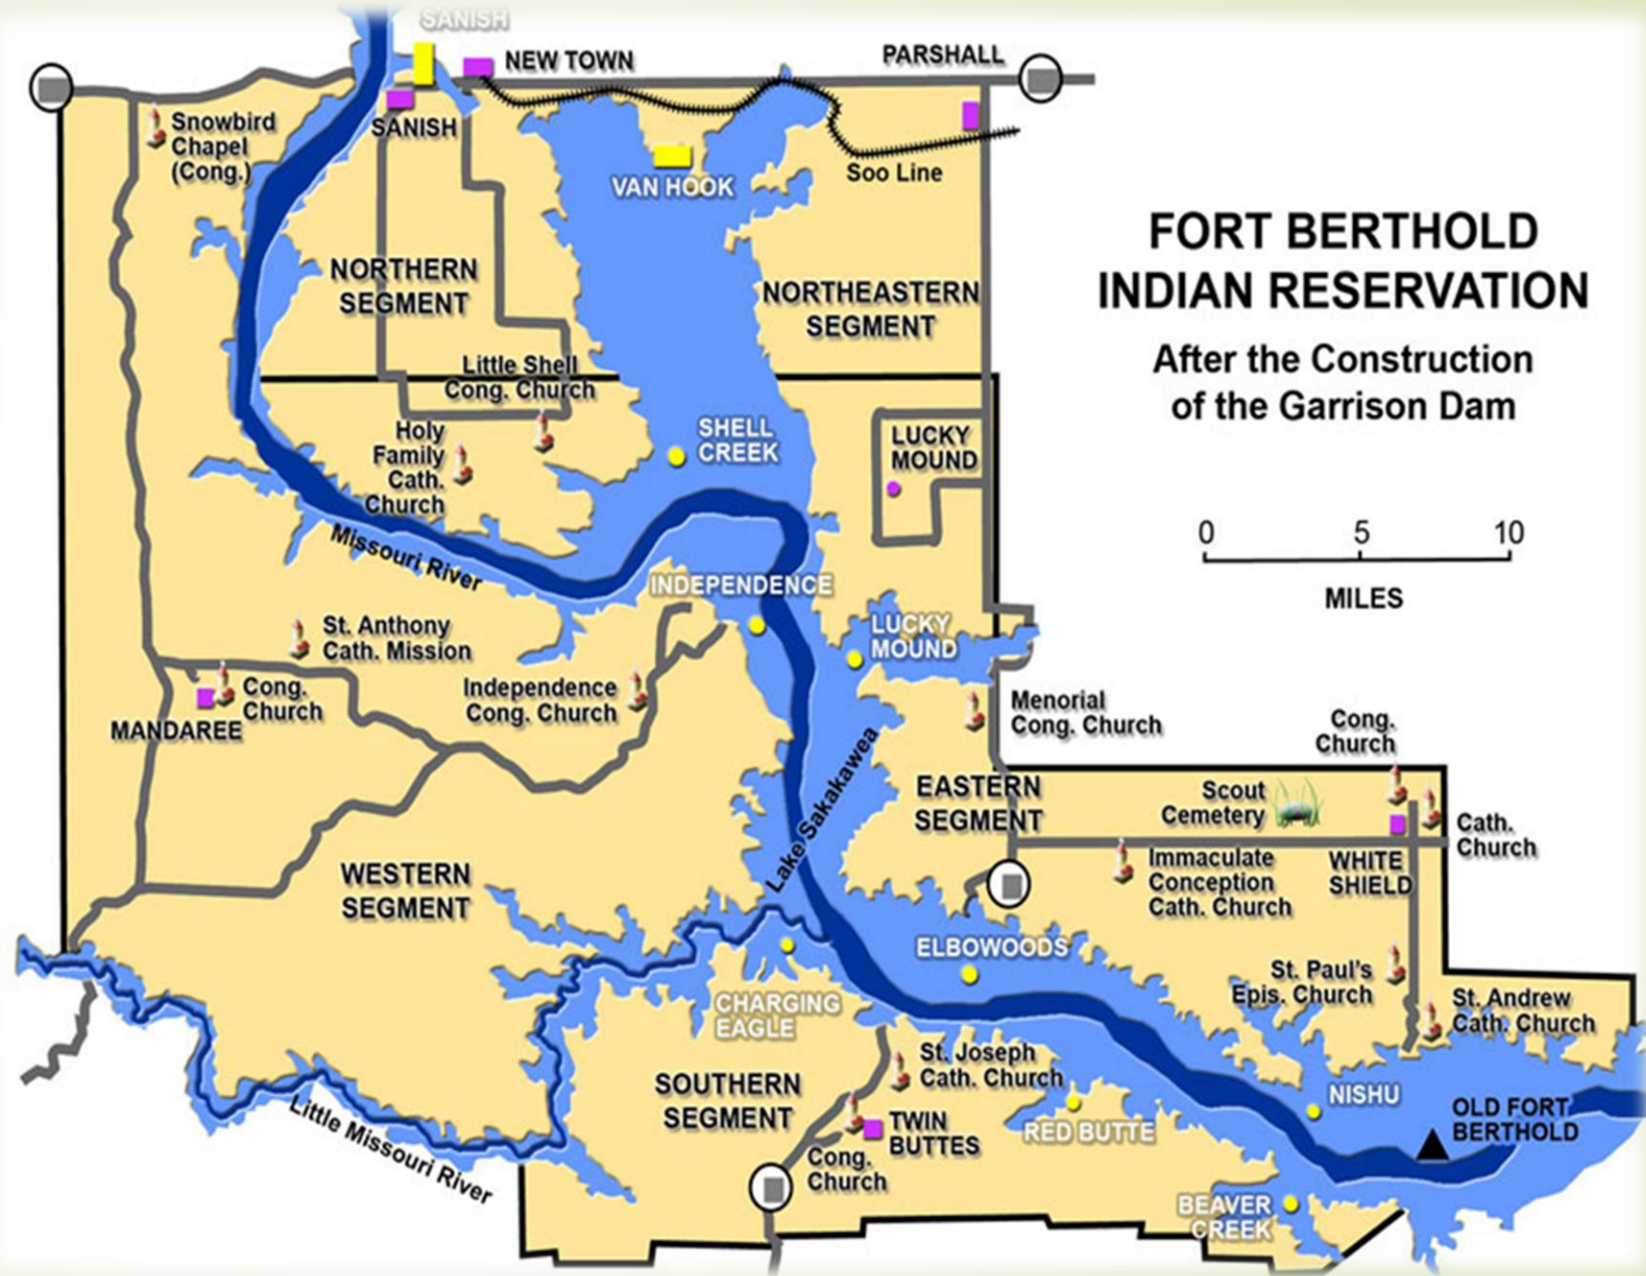 SANISH
NEW TOWN
PARSHALL
Snowbird
Chapel
(Cong.)
SANISH
VAN HOOK
Soo Line
FORT BERTHOLD
INDIAN RESERVATION
After the Construction
of the Garrison Dam
NORTHERN
SEGMENT
NORTHEASTERN
SEGMENT
Little Shell
Cong. Church
Holy
Family
Cath.
Church
SHELL
CREEK
LUCKY
MOUND
0 5 10
MILES
Missouri River
INDEPENDENCE
LUCKY
MOUND
St. Anthony
Cath. Mission
Cong.
Church
MANDAREE
Independence
Cong. Church
Menorial
Cong. Church
Cong.
Church
Lake Sakakawea
EASTERN
SEGMENT
Scout
Cemetery
Cath.
Church
WHITE
SHIELD
Immaculate
Conception
Cath. Church
WESTERN
SEGMENT
ELBOWOODS
CHARGING
EAGLE
St. Paul's
Epis. Church
St. Andrew
Cath. Church
St. Joseph
Cath. Church
SOUTHERN
SEGMENT
TWIN
BUTTES
Cong.
Church
RED BUTTE
NISHU
OLD FORT
BERTHOLD
Little Missouri River
BEAVER
CREEK